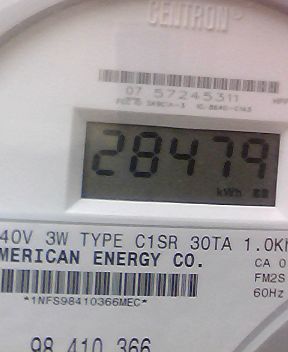 CENTRON
07 57245311
28479
kWh
40V 3W TYPE C1SR 30TA 1.0K
MERICAN ENERGY CO.
CA 0
FM2S
60Hz
*1NFS98410366MEC*
98 410 366